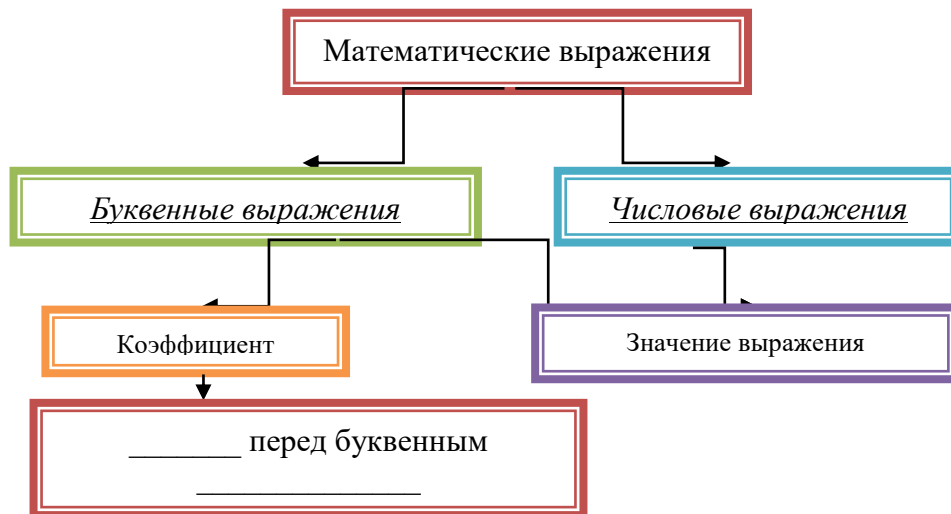 Математические выражения
Буквенные выражения
Числовые выражения
Коэффициент
Значение выражения
_______ перед буквенным
______________